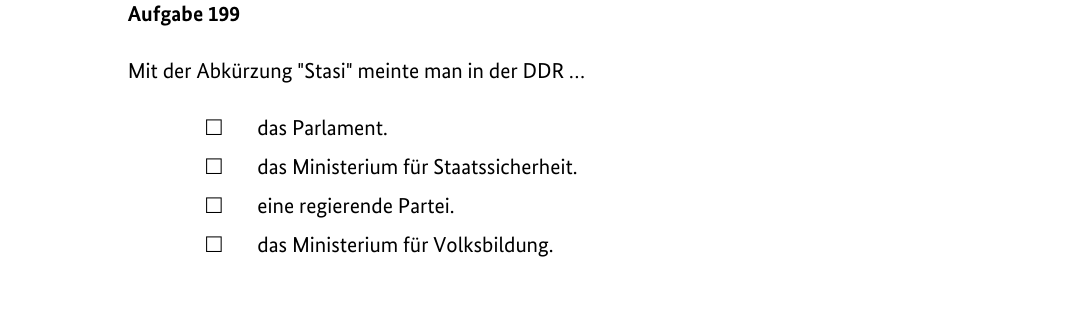 Aufgabe 199
Mit der Abkürzung "Stasi" meinte man in der DDR …
☐ das Parlament.
☐ das Ministerium für Staatssicherheit.
☐ eine regierende Partei.
☐ das Ministerium für Volksbildung.